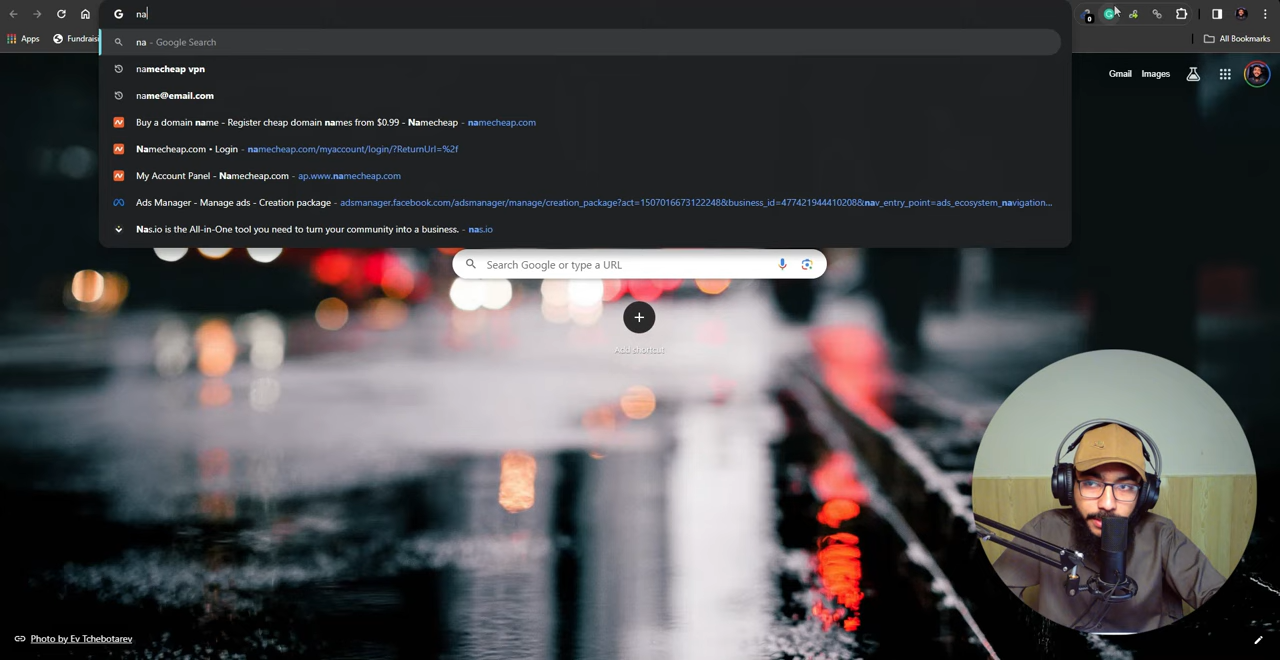 na
Apps
Fundrais
All Bookmarks
na - Google Search
namecheap vpn
name@email.com
Buy a domain name - Register cheap domain names from $0.99 - Namecheap - namecheap.com
Namecheap.com • Login - namecheap.com/myaccount/login/?ReturnUrl=%2f
My Account Panel - Namecheap.com - ap.www.namecheap.com
Ads Manager - Manage ads - Creation package - adsmanager.facebook.com/adsmanager/manage/creation_package?act=1507016673122248&business_id=477421944410208&nav_entry_point=ads_ecosystem_navigation...
Nas.io is the All-in-One tool you need to turn your community into a business. - nas.io
Gmail Images
Search Google or type a URL
Add shortcut
Photo by Ev Tchebotarev
0